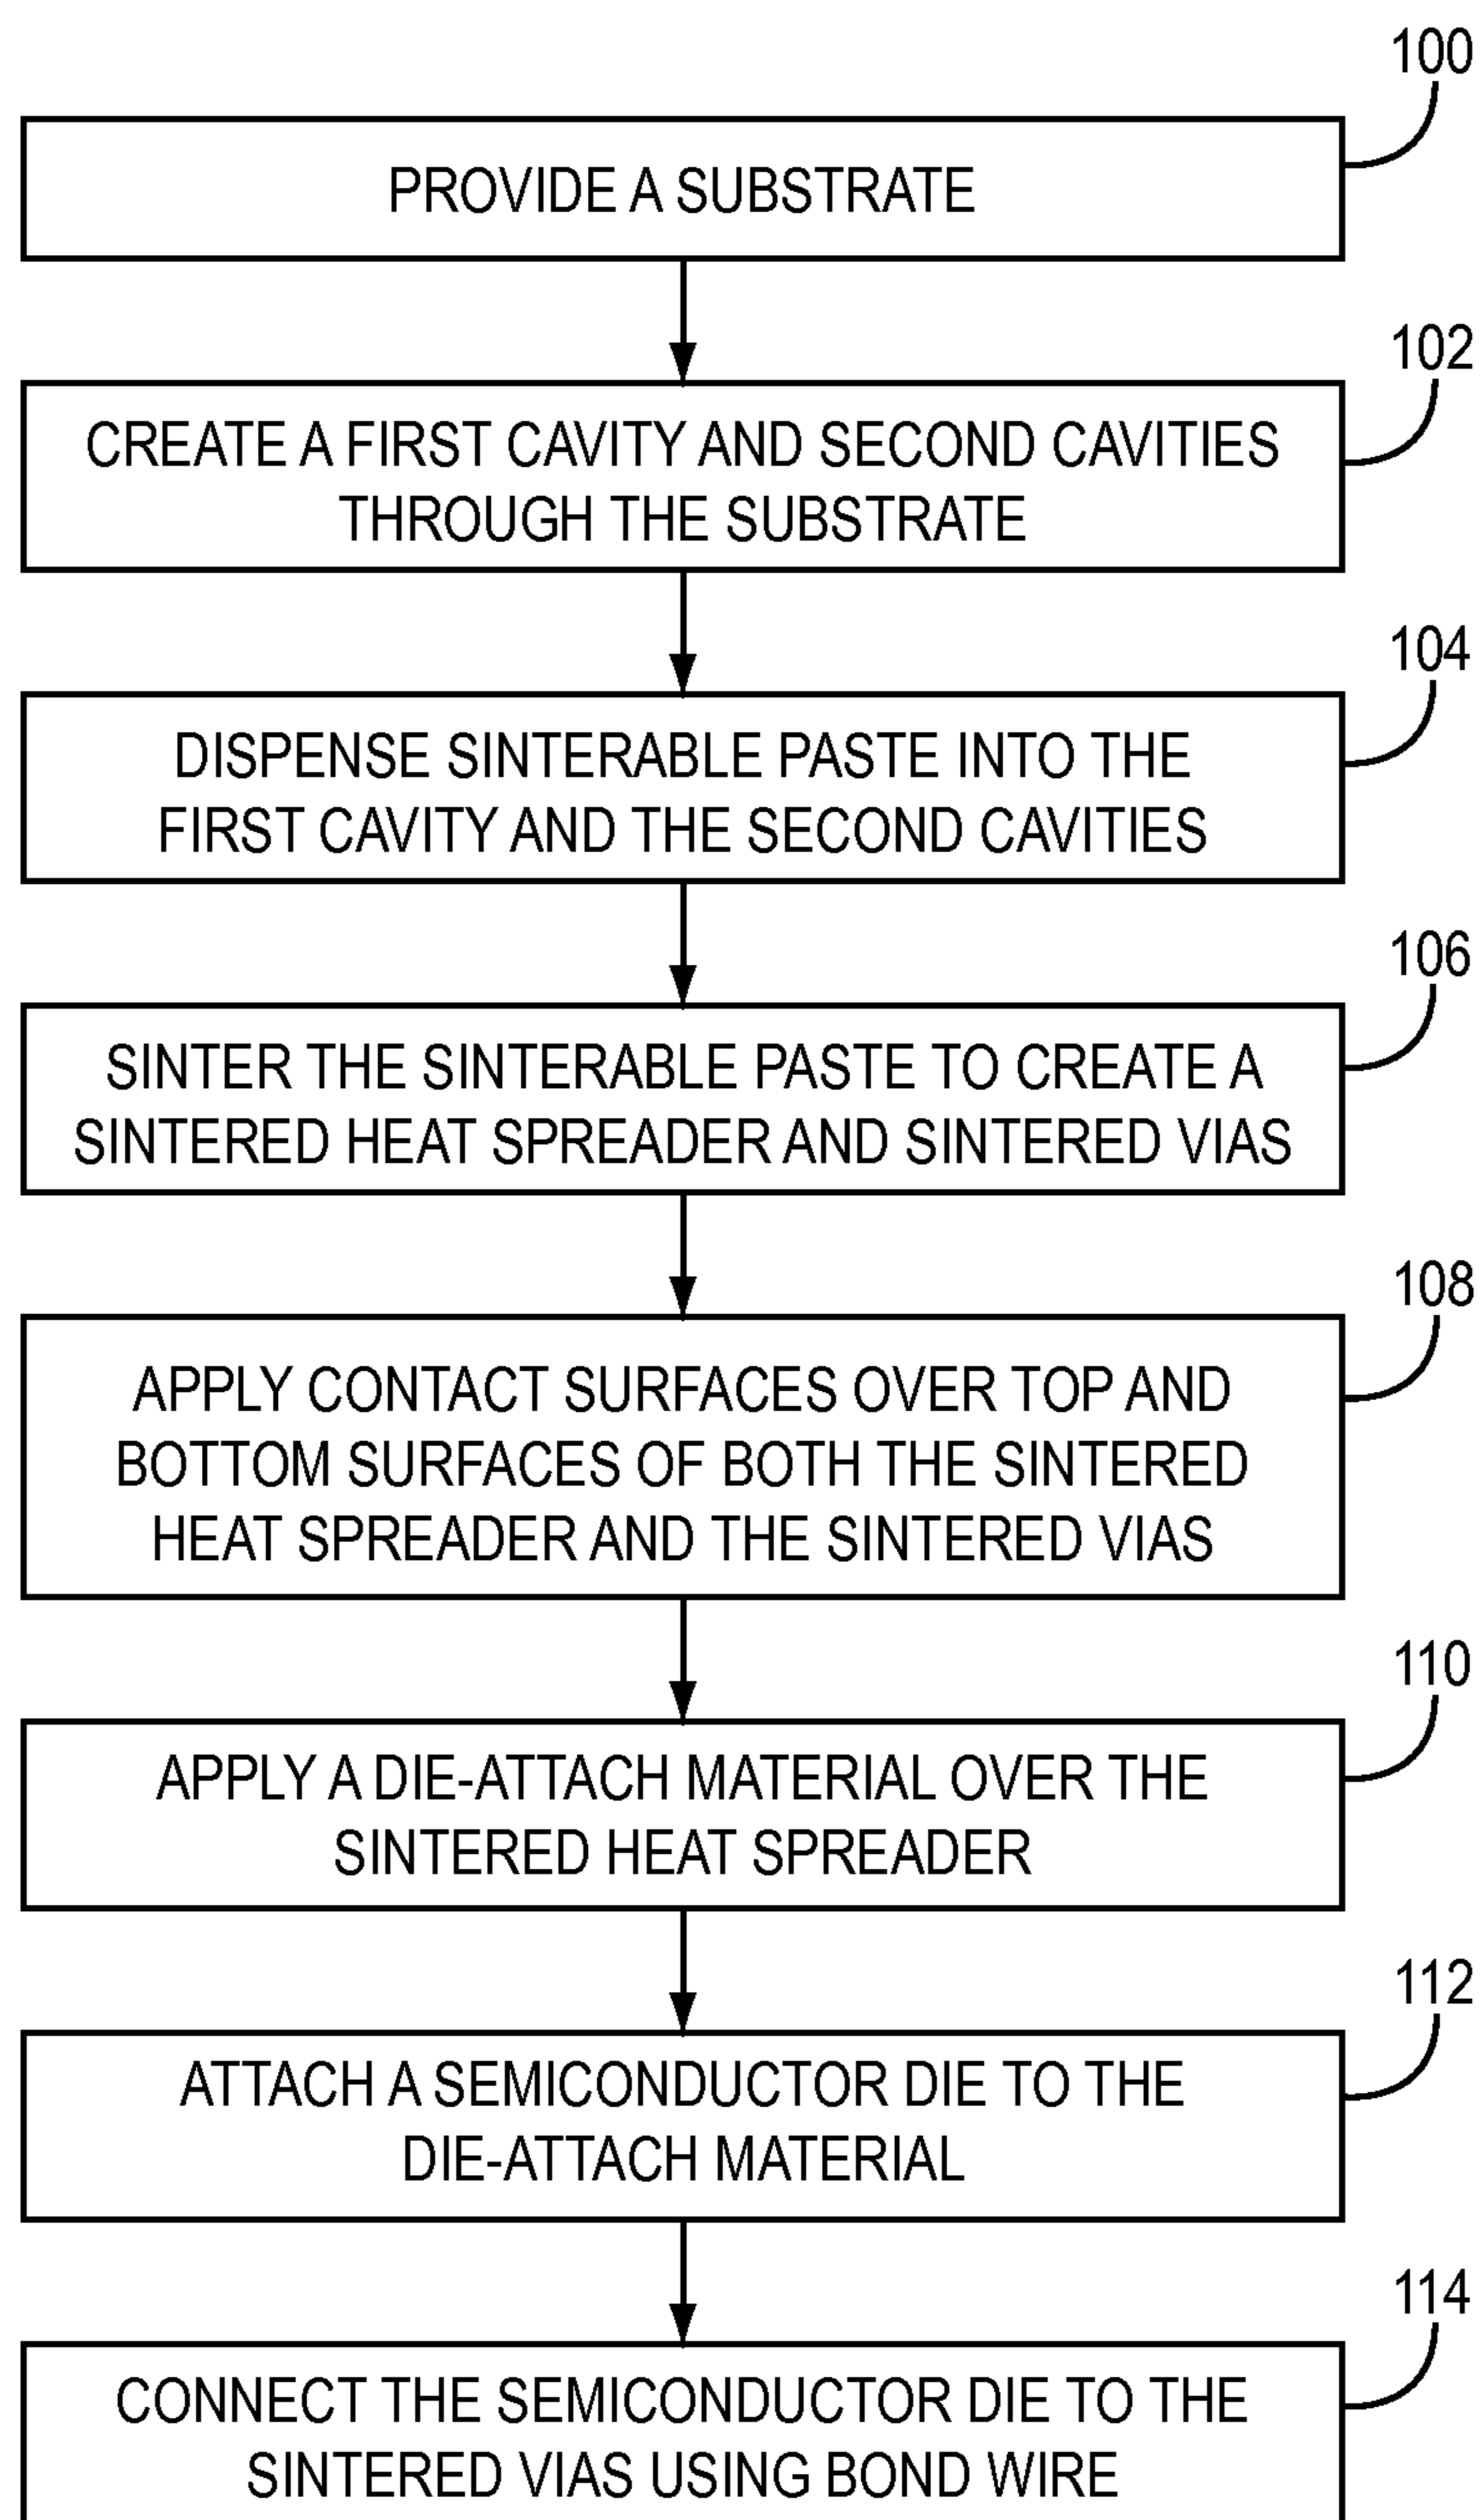 100
PROVIDE A SUBSTRATE
102
CREATE A FIRST CAVITY AND SECOND CAVITIES
THROUGH THE SUBSTRATE
104
DISPENSE SINTERABLE PASTE INTO THE
FIRST CAVITY AND THE SECOND CAVITIES
106
SINTER THE SINTERABLE PASTE TO CREATE A
SINTERED HEAT SPREADER AND SINTERED VIAS
108
APPLY CONTACT SURFACES OVER TOP AND
BOTTOM SURFACES OF BOTH THE SINTERED
HEAT SPREADER AND THE SINTERED VIAS
110
APPLY A DIE-ATTACH MATERIAL OVER THE
SINTERED HEAT SPREADER
112
ATTACH A SEMICONDUCTOR DIE TO THE
DIE-ATTACH MATERIAL
114
CONNECT THE SEMICONDUCTOR DIE TO THE
SINTERED VIAS USING BOND WIRE